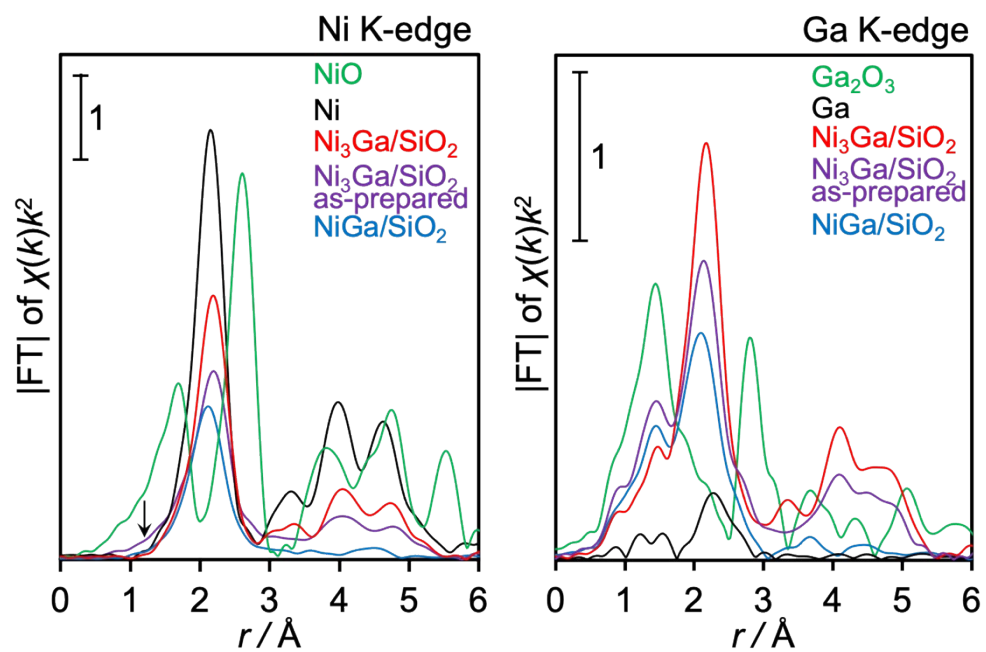 Ni K-edge
NiO
Ni
Ni₃Ga/SiO₂
Ni₃Ga/SiO₂
as-prepared
NiGa/SiO₂
1
|FT| of χ(k)k²
0 1 2 3 4 5 6
r / Å
Ga K-edge
Ga₂O₃
Ga
Ni₃Ga/SiO₂
Ni₃Ga/SiO₂
as-prepared
NiGa/SiO₂
1
|FT| of χ(k)k²
0 1 2 3 4 5 6
r / Å